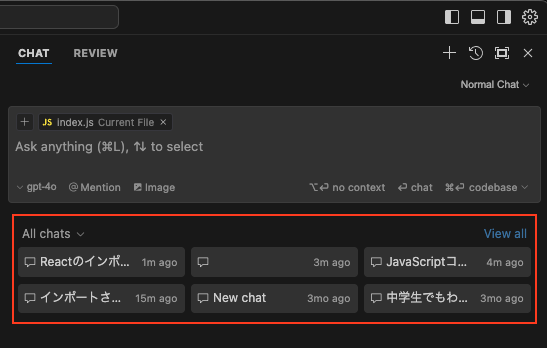 CHAT REVIEW
Normal Chat
JS index.js Current File
Ask anything (⌘L), ↑↓ to select
gpt-4o @ Mention Image ⌥⏎ no context ⏎ chat ⌘⏎ codebase
All chats View all
Reactのインポ... 1m ago 3m ago JavaScriptコ... 4m ago
インポートさ... 15m ago New chat 3mo ago 中学生でもわ... 3mo ago